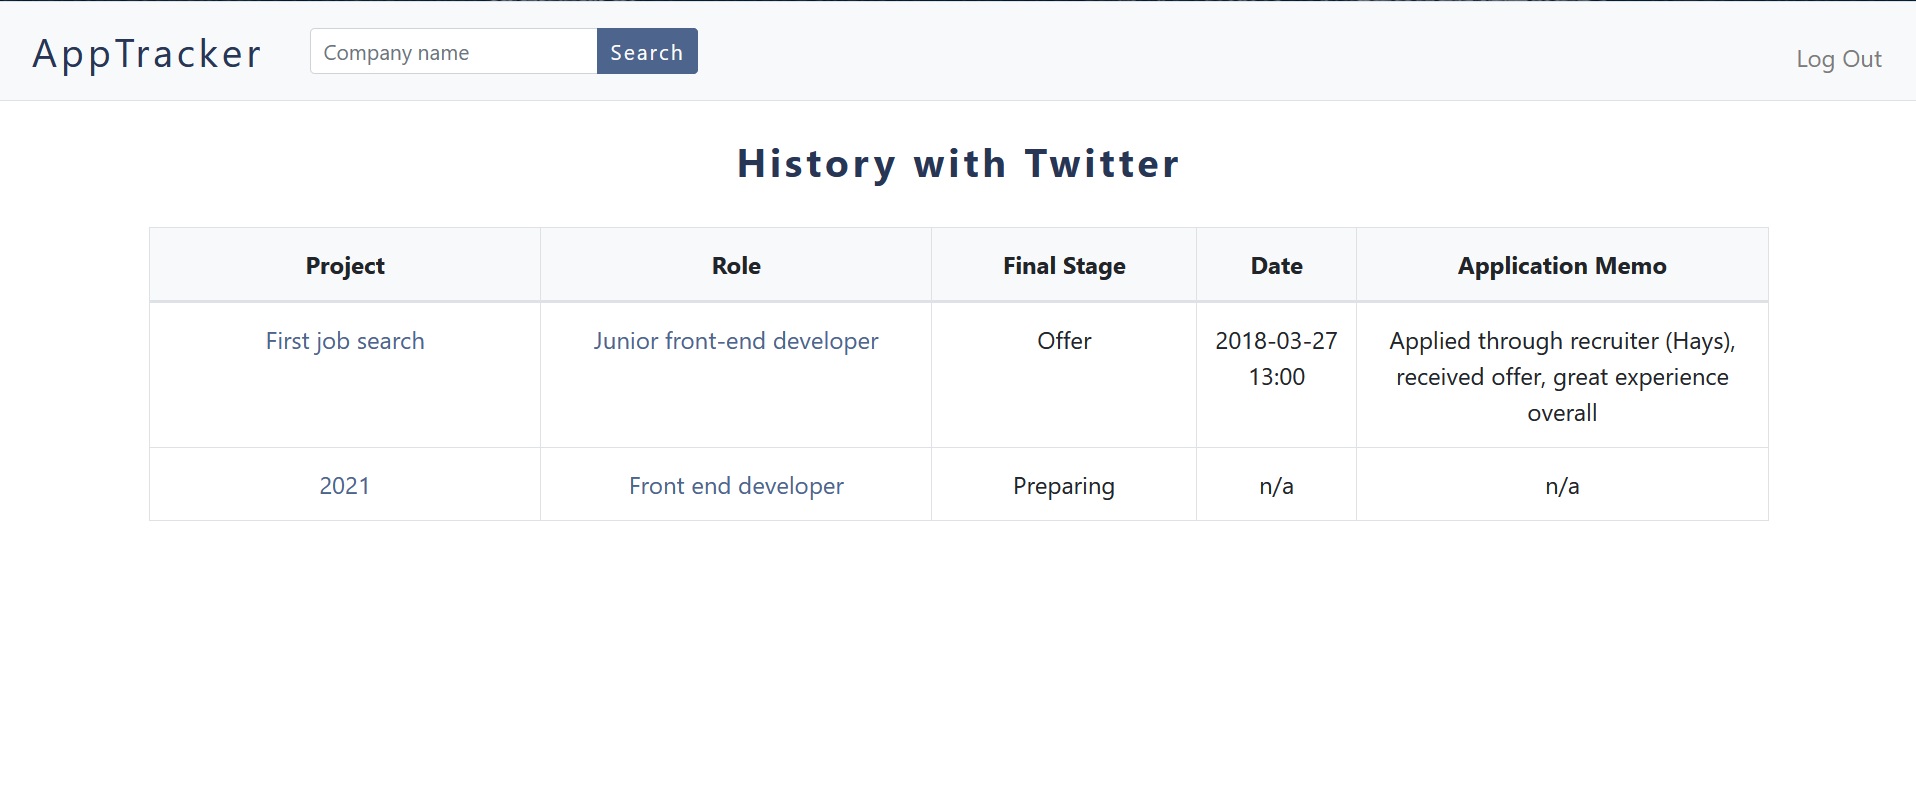 AppTracker
Company name
Search
Log Out
History with Twitter
Project Role Final Stage Date Application Memo
First job search Junior front-end developer Offer 2018-03-27 Applied through recruiter (Hays),
13:00 received offer, great experience
overall
2021 Front end developer Preparing n/a n/a